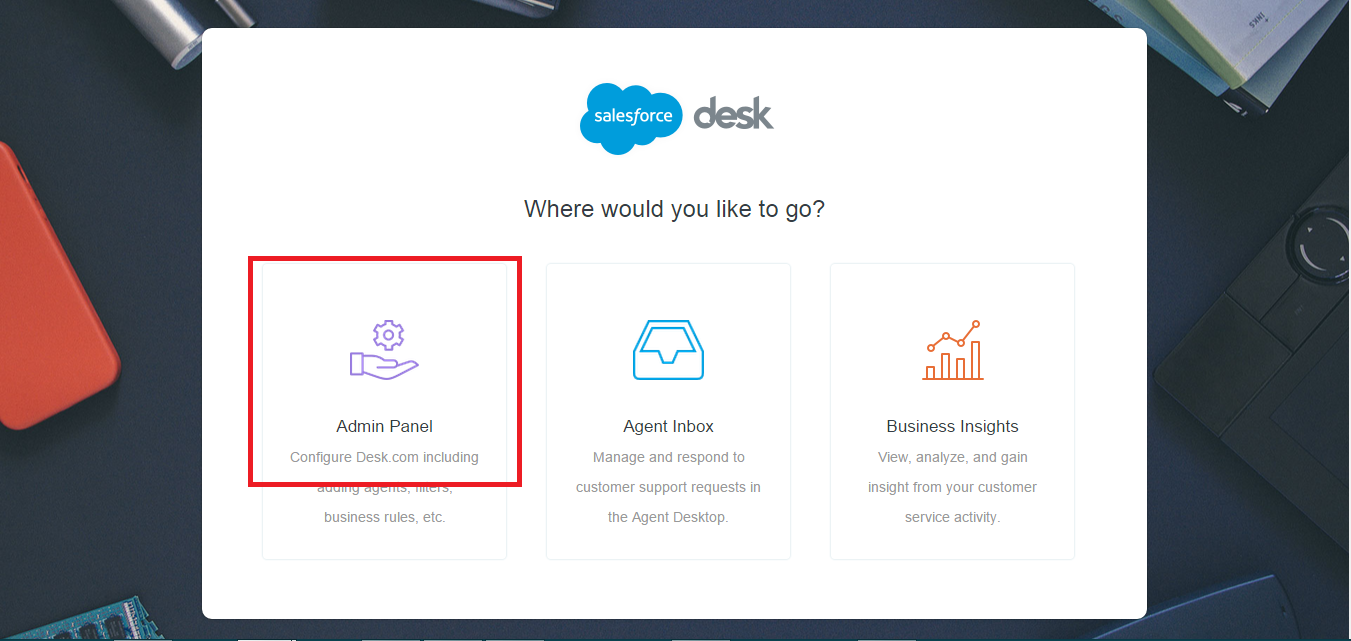 INKS
salesforce desk
Where would you like to go?
Admin Panel
Configure Desk.com including
adding agents, filters,
business rules, etc.
Agent Inbox
Manage and respond to
customer support requests in
the Agent Desktop.
Business Insights
View, analyze, and gain
insight from your customer
service activity.